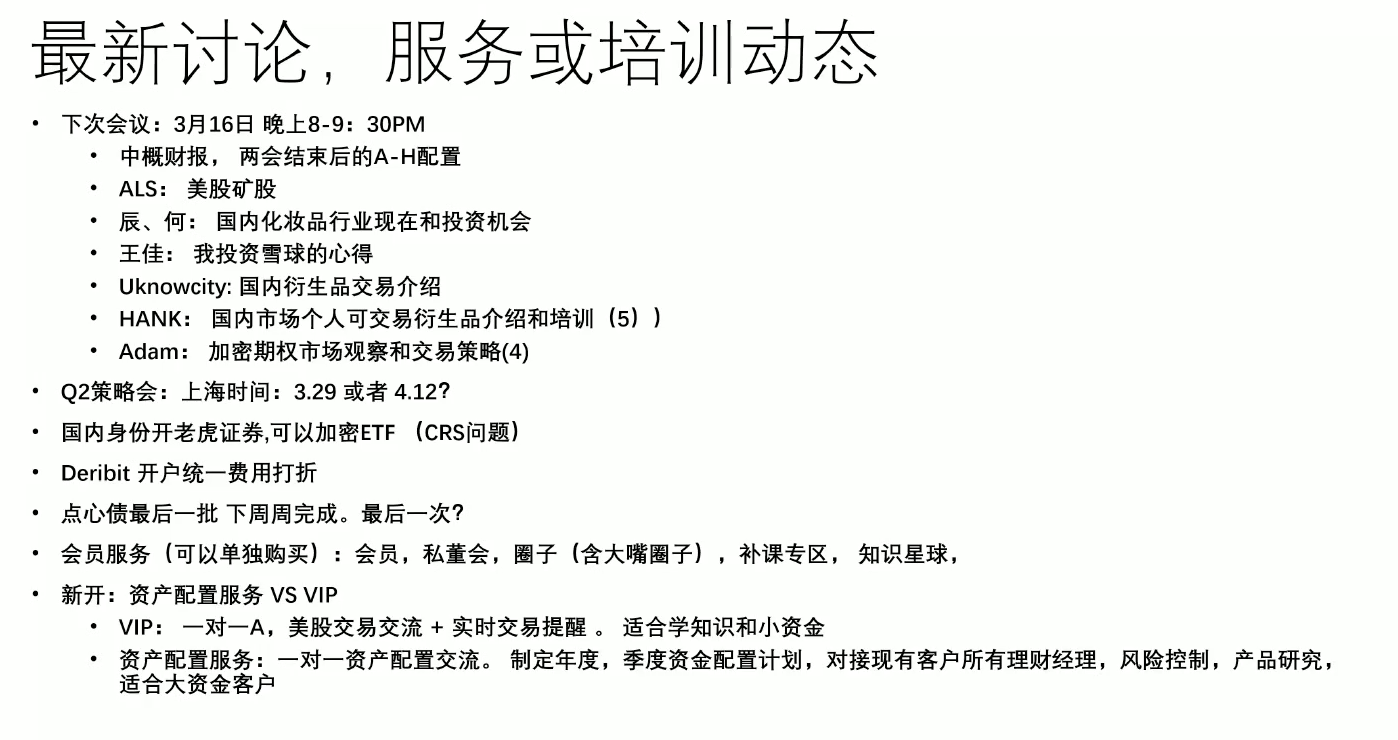 最新讨论，服务或培训动态
• 下次会议：3月16日 晚上8-9：30PM
• 中概财报， 两会结束后的A-H配置
• ALS： 美股矿股
• 辰、何： 国内化妆品行业现在和投资机会
• 王佳： 我投资雪球的心得
• Uknowcity: 国内衍生品交易介绍
• HANK： 国内市场个人可交易衍生品介绍和培训（5））
• Adam： 加密期权市场观察和交易策略(4)
• Q2策略会：上海时间：3.29 或者 4.12?
• 国内身份开老虎证券,可以加密ETF （CRS问题）
• Deribit 开户统一费用打折
• 点心债最后一批 下周周完成。最后一次?
• 会员服务（可以单独购买）：会员，私董会，圈子（含大嘴圈子），补课专区， 知识星球，
• 新开：资产配置服务 VS VIP
• VIP： 一对一A，美股交易交流 + 实时交易提醒 。 适合学知识和小资金
• 资产配置服务：一对一资产配置交流。 制定年度，季度资金配置计划，对接现有客户所有理财经理，风险控制，产品研究，
适合大资金客户